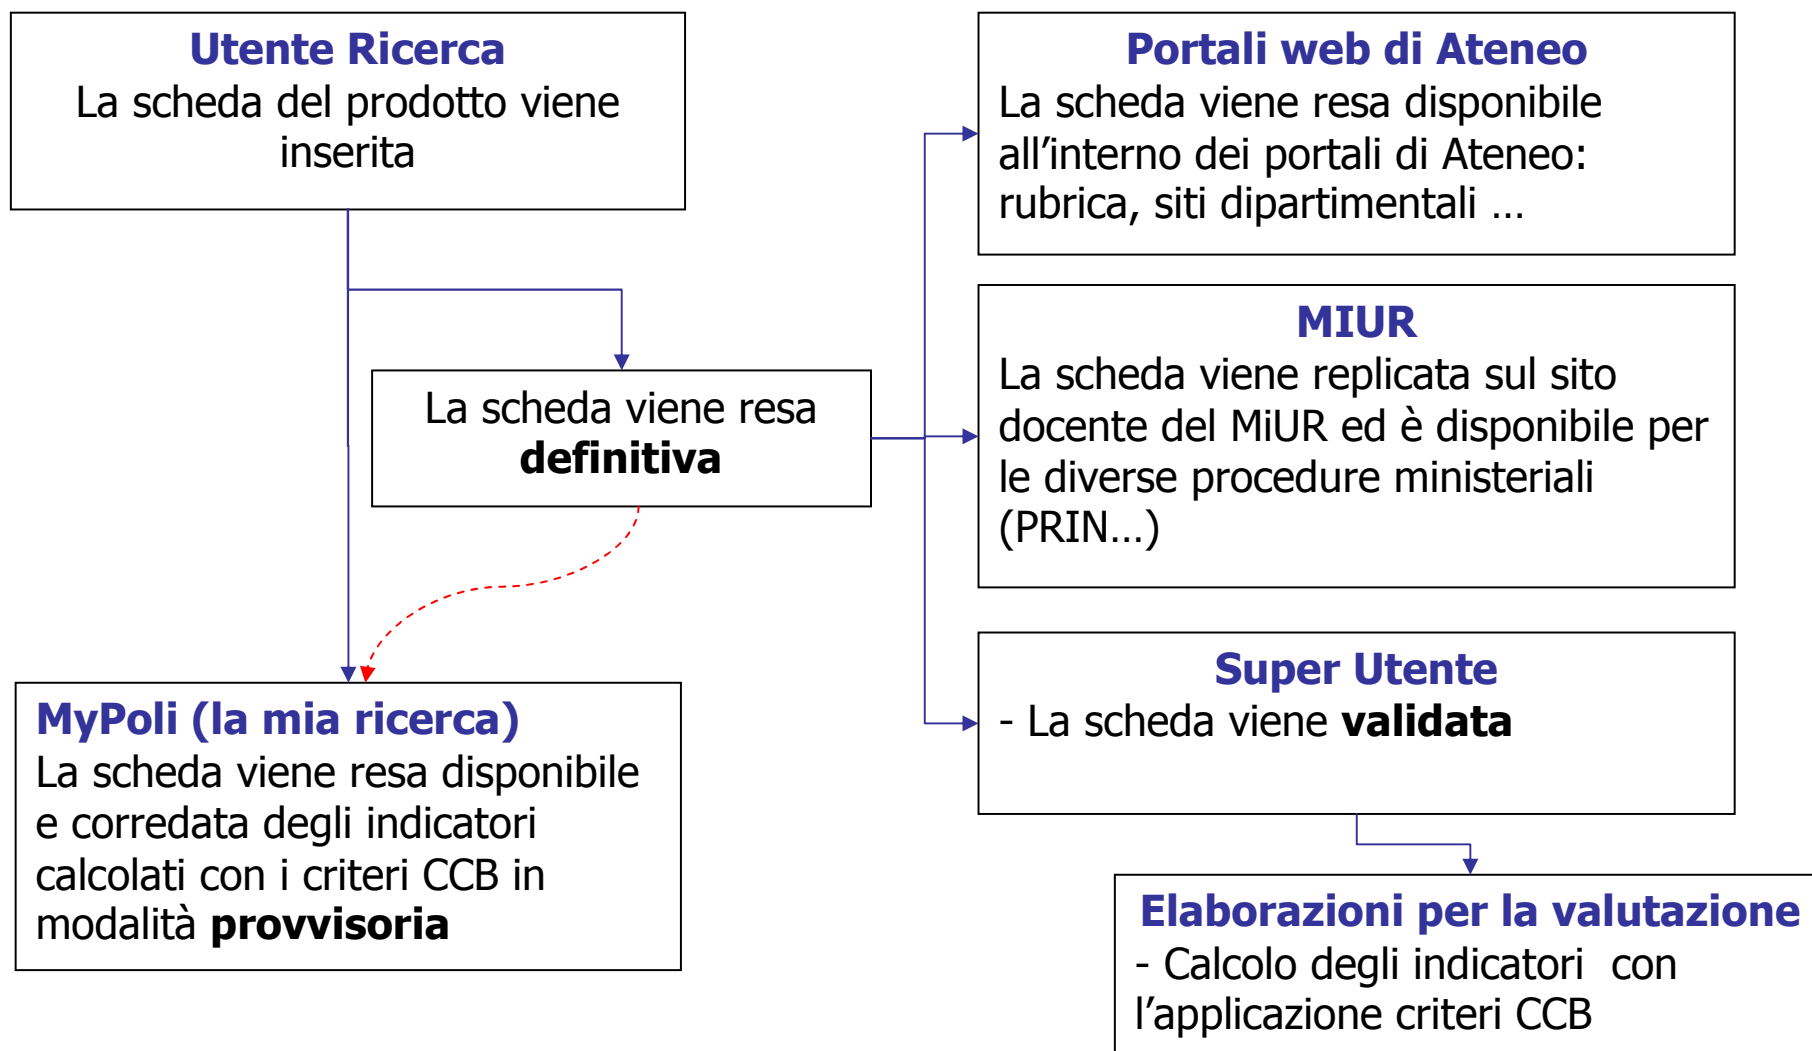 Utente Ricerca
La scheda del prodotto viene
inserita
La scheda viene resa
definitiva
MyPoli (la mia ricerca)
La scheda viene resa disponibile
e corredata degli indicatori
calcolati con i criteri CCB in
modalità provvisoria
Portali web di Ateneo
La scheda viene resa disponibile
all’interno dei portali di Ateneo:
rubrica, siti dipartimentali …
MIUR
La scheda viene replicata sul sito
docente del MiUR ed è disponibile per
le diverse procedure ministeriali
(PRIN…)
Super Utente
- La scheda viene validata
Elaborazioni per la valutazione
- Calcolo degli indicatori con
l’applicazione criteri CCB